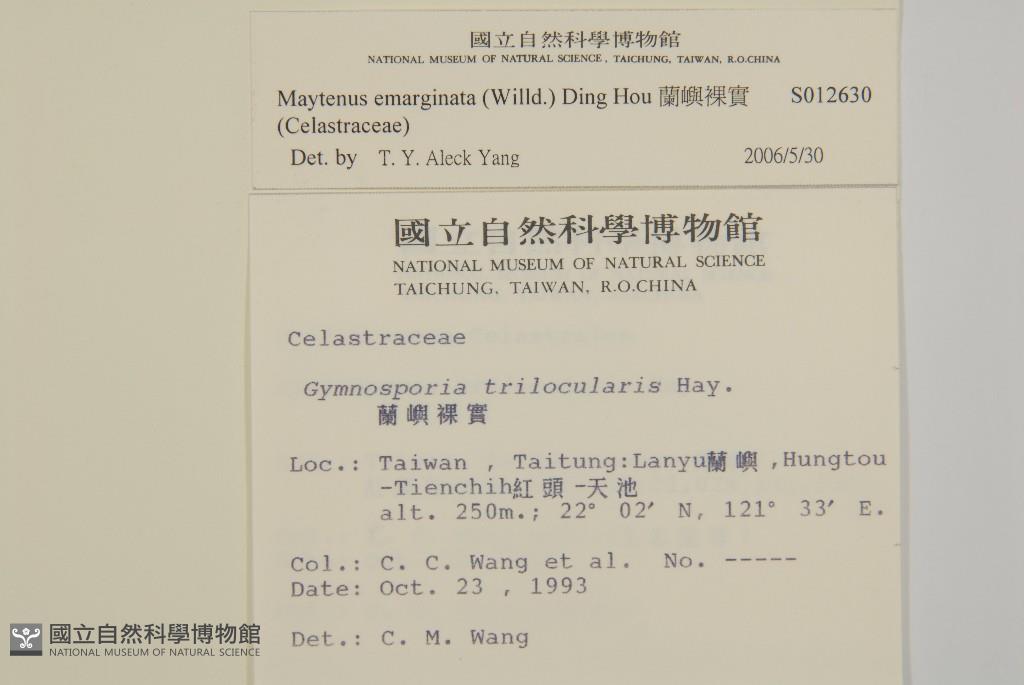 國立自然科學博物館
NATIONAL MUSEUM OF NATURAL SCIENCE, TAICHUNG, TAIWAN, R.O.CHINA
Maytenus emarginata (Willd.) Ding Hou 蘭嶼裸實 S012630
(Celastraceae)
Det. by T. Y. Aleck Yang 2006/5/30
國立自然科學博物館
NATIONAL MUSEUM OF NATURAL SCIENCE
TAICHUNG, TAIWAN, R.O.CHINA
Celastraceae
Gymnosporia trilocularis Hay.
蘭嶼裸實
Loc.: Taiwan , Taitung:Lanyu蘭嶼,Hungtou
-Tienchih紅頭-天池
alt. 250m.; 22° 02′ N, 121° 33′ E.
Col.: C. C. Wang et al. No. -----
Date: Oct. 23 , 1993
Det.: C. M. Wang
國立自然科學博物館
NATIONAL MUSEUM OF NATURAL SCIENCE